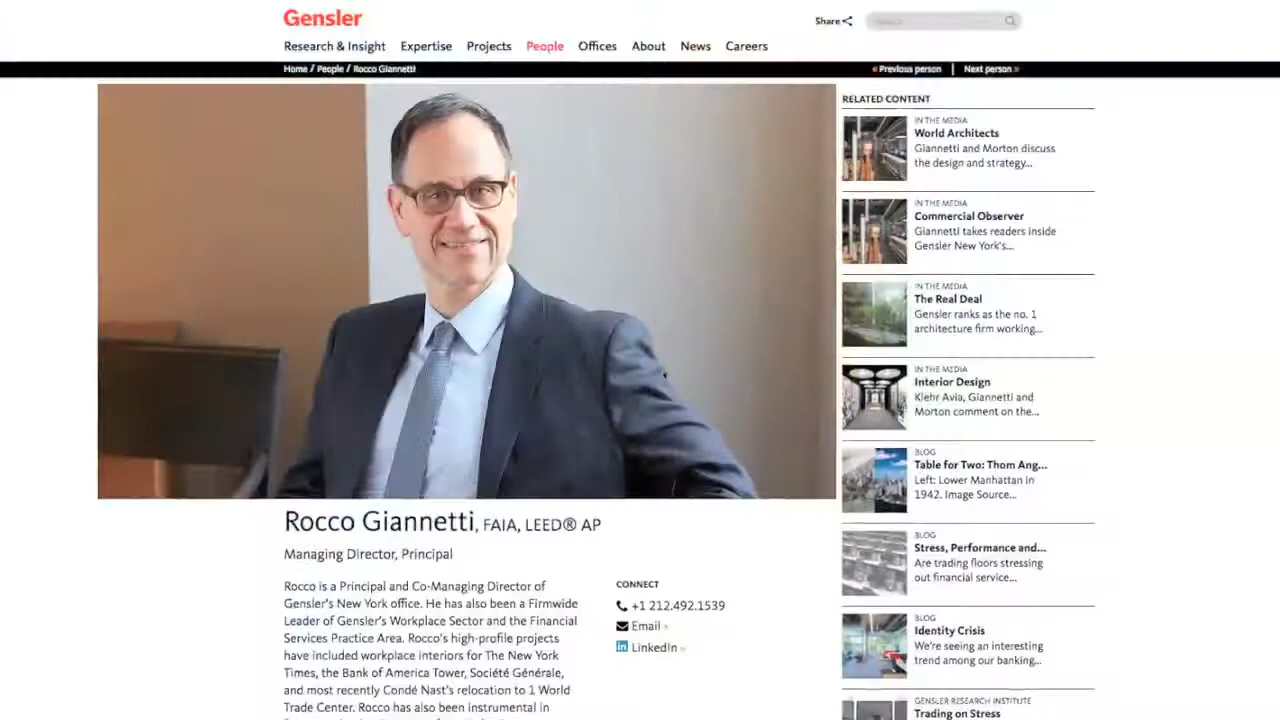 Gensler
Share
Search
Research & Insight Expertise Projects People Offices About News Careers
Home / People / Rocco Giannetti
« Previous person | Next person »
Rocco Giannetti, FAIA, LEED® AP
Managing Director, Principal
Rocco is a Principal and Co-Managing Director of
Gensler's New York office. He has also been a Firmwide
Leader of Gensler's Workplace Sector and the Financial
Services Practice Area. Rocco's high-profile projects
have included workplace interiors for The New York
Times, the Bank of America Tower, Société Générale,
and most recently Condé Nast's relocation to 1 World
Trade Center. Rocco has also been instrumental in
CONNECT
+1 212.492.1539
Email »
LinkedIn »
RELATED CONTENT
IN THE MEDIA
World Architects
Giannetti and Morton discuss
the design and strategy...
IN THE MEDIA
Commercial Observer
Giannetti takes readers inside
Gensler New York's...
IN THE MEDIA
The Real Deal
Gensler ranks as the no. 1
architecture firm working...
IN THE MEDIA
Interior Design
Klehr Avia, Giannetti and
Morton comment on the...
BLOG
Table for Two: Thom Ang...
Left: Lower Manhattan in
1942. Image Source...
BLOG
Stress, Performance and...
Are trading floors stressing
out financial service...
BLOG
Identity Crisis
We're seeing an interesting
trend among our banking...
GENSLER RESEARCH INSTITUTE
Trading on Stress